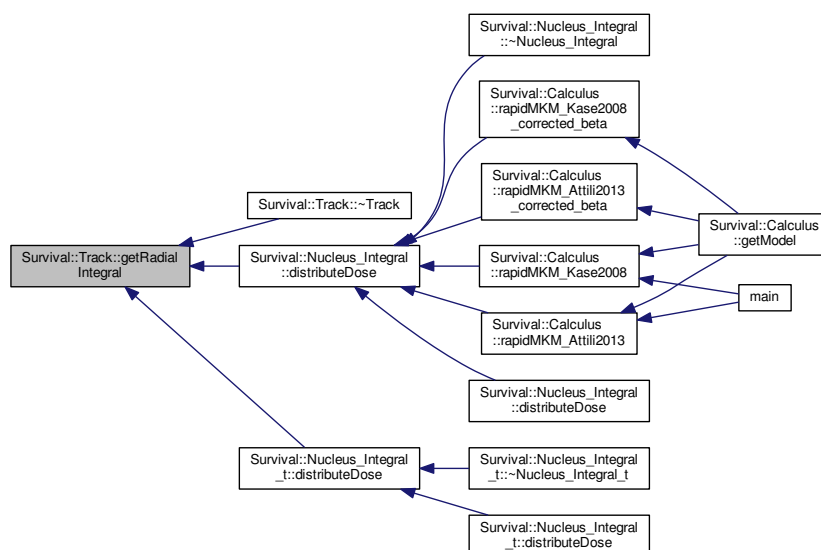 Survival::Nucleus_Integral
::~Nucleus_Integral
Survival::Calculus
::rapidMKM_Kase2008
_corrected_beta
Survival::Calculus
::rapidMKM_Attili2013
_corrected_beta
Survival::Track::~Track
Survival::Calculus
::getModel
Survival::Track::getRadial
Integral
Survival::Nucleus_Integral
::distributeDose
Survival::Calculus
::rapidMKM_Kase2008
main
Survival::Calculus
::rapidMKM_Attili2013
Survival::Nucleus_Integral
::distributeDose
Survival::Nucleus_Integral
_t::distributeDose
Survival::Nucleus_Integral
_t::~Nucleus_Integral_t
Survival::Nucleus_Integral
_t::distributeDose